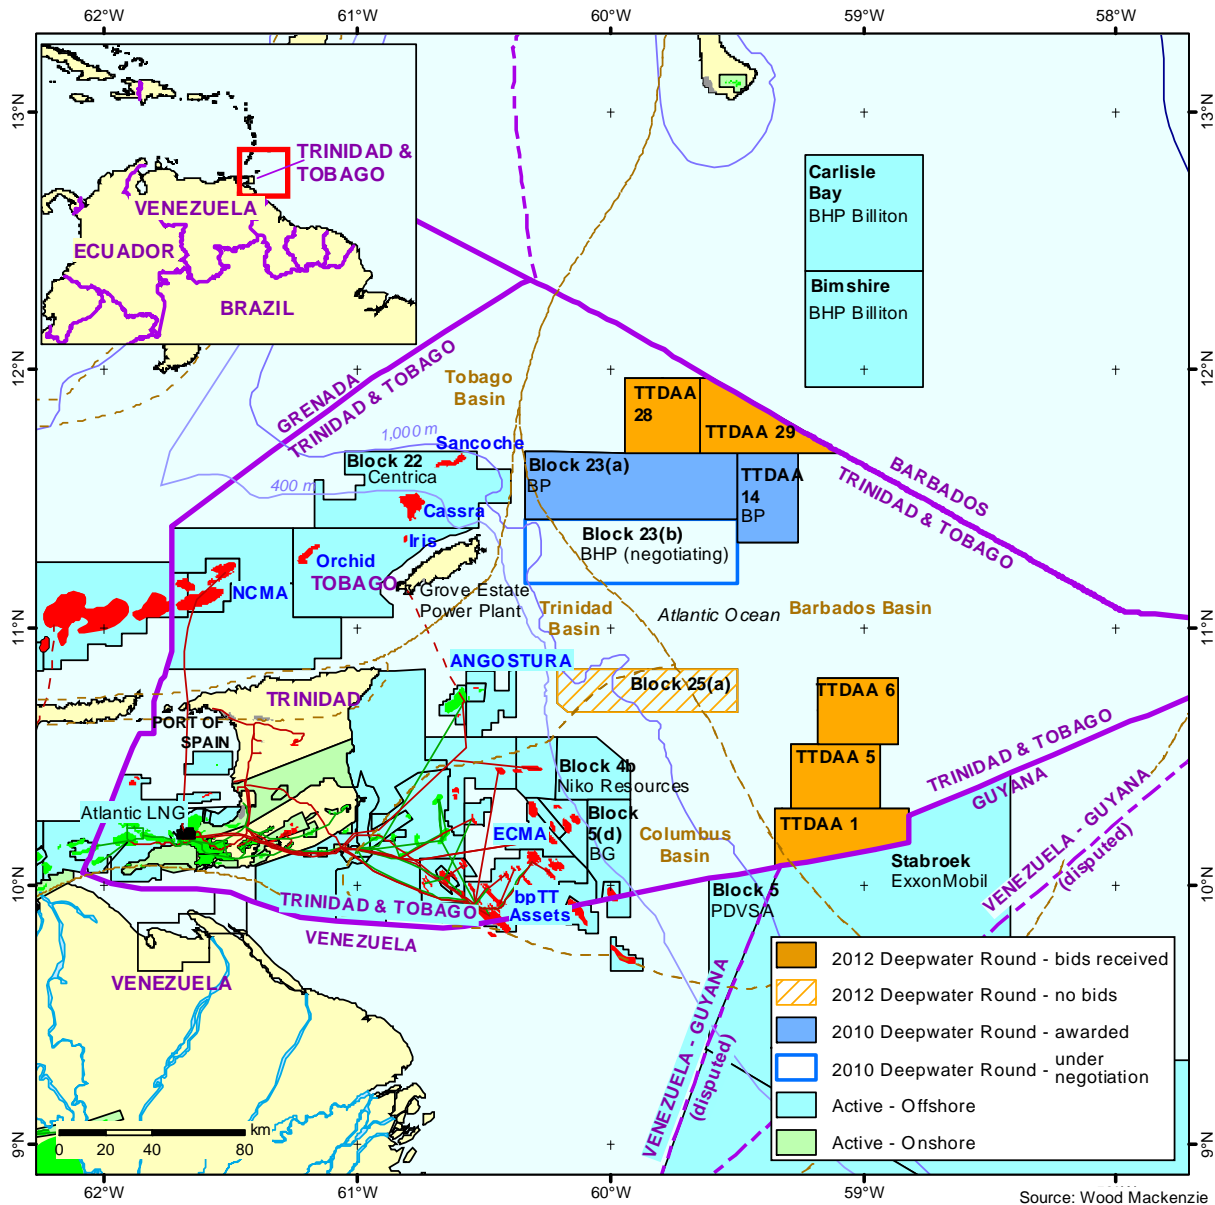 62°W
61°W
60°W
59°W
58°W
13°N
12°N
11°N
10°N
9°N
13°N
12°N
11°N
10°N
9°N
TRINIDAD &
TOBAGO
VENEZUELA
ECUADOR
BRAZIL
Carlisle
Bay
BHP Billiton
Bimshire
BHP Billiton
GRENADA
TRINIDAD & TOBAGO
Tobago
Basin
1,000 m
400 m
Sancoche
Block 22
Centrica
Cassra
Iris
Orchid
TOBAGO
NCMA
Grove Estate
Power Plant
TTDAA
28
TTDAA 29
Block 23(a)
BP
TTDAA
14
BP
Block 23(b)
BHP (negotiating)
BARBADOS
TRINIDAD & TOBAGO
Trinidad
Basin
Atlantic Ocean
Barbados Basin
ANGOSTURA
Block 25(a)
TRINIDAD
PORT OF
SPAIN
TTDAA 6
TTDAA 5
TTDAA 1
TRINIDAD & TOBAGO
GUYANA
Block 4b
Niko Resources
Block
5(d)
BG
Atlantic LNG
ECMA
Columbus
Basin
Stabroek
ExxonMobil
VENEZUELA - GUYANA
(disputed)
Block 5
PDVSA
bpTT
Assets
TRINIDAD & TOBAGO
VENEZUELA
VENEZUELA
VENEZUELA - GUYANA
(disputed)
2012 Deepwater Round - bids received
2012 Deepwater Round - no bids
2010 Deepwater Round - awarded
2010 Deepwater Round - under
negotiation
Active - Offshore
Active - Onshore
km
0 20 40 80
62°W
61°W
60°W
59°W
Source: Wood Mackenzie